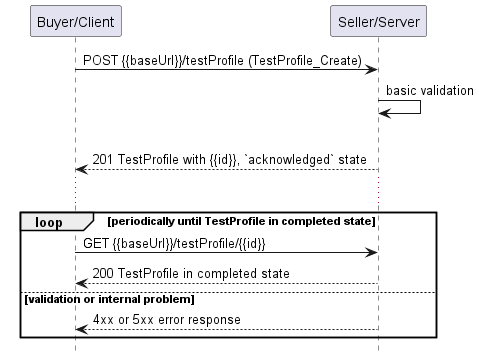 Buyer/Client
Seller/Server
POST {{baseUrl}}/testProfile (TestProfile_Create)
basic validation
201 TestProfile with {{id}}, `acknowledged` state
loop
[periodically until TestProfile in completed state]
GET {{baseUrl}}/testProfile/{{id}}
200 TestProfile in completed state
[validation or internal problem]
4xx or 5xx error response